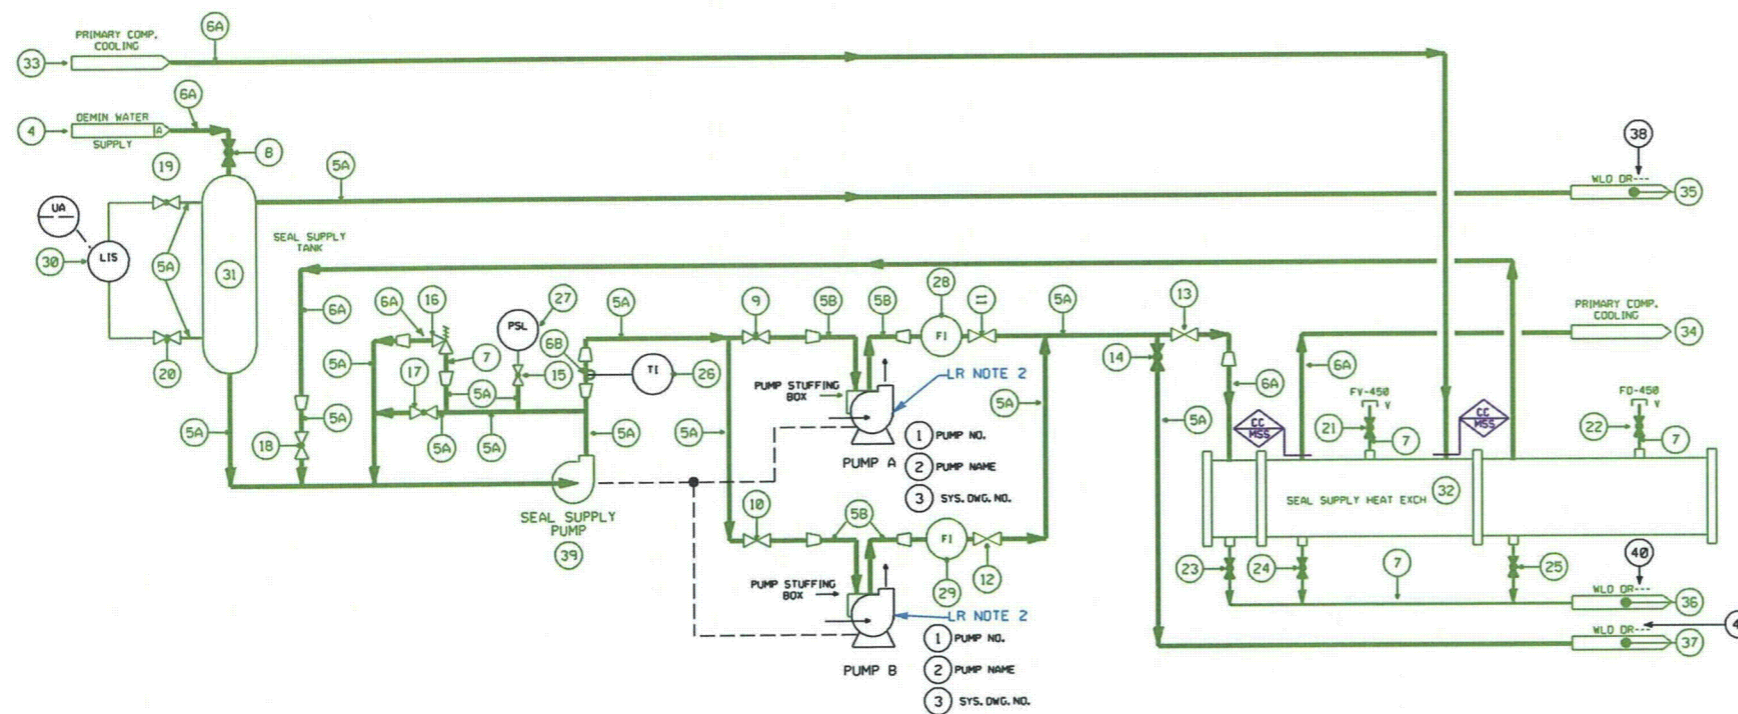 6A
PRIMARY COMP.
COOLING
33
6A
4
DEMIN WATER
A
SUPPLY
B
19
5A
38
WLD DR---
35
UA
30
LIS
5A
31
SEAL SUPPLY
TANK
20
6A
6A
16
27
PSL
5A
9
5B
5B
28
FI
11
5A
13
PRIMARY COMP.
COOLING
34
5A
7
6B
15
TI
26
14
6A
6A
17
5A
5A
18
5A
5A
5A
5A
5A
PUMP STUFFING
BOX
LR NOTE 2
5A
5A
CC
MSS
FV-450
V
21
7
CC
MSS
FO-450
V
22
7
PUMP A
1 PUMP NO.
2 PUMP NAME
3 SYS. DWG. NO.
SEAL SUPPLY HEAT EXCH
32
SEAL SUPPLY
PUMP
39
10
5B
FI
29
12
23
24
7
25
40
WLD DR---
36
PUMP STUFFING
BOX
LR NOTE 2
4
WLD DR---
37
PUMP B
1 PUMP NO.
2 PUMP NAME
3 SYS. DWG. NO.